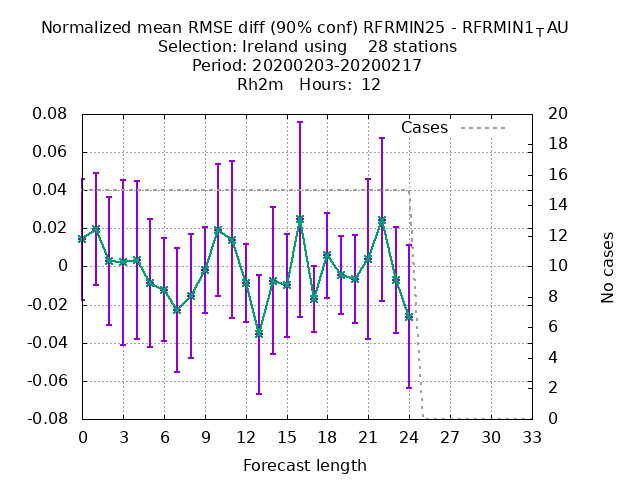 Normalized mean RMSE diff (90% conf) RFRMIN25 - RFRMIN1_TAU
Selection: Ireland using 28 stations
Period: 20200203-20200217
Rh2m Hours: 12
Cases
0.08
0.06
0.04
0.02
0
-0.02
-0.04
-0.06
-0.08
20
18
16
14
12
10
8
6
4
2
0
No cases
0 3 6 9 12 15 18 21 24 27 30 33
Forecast length